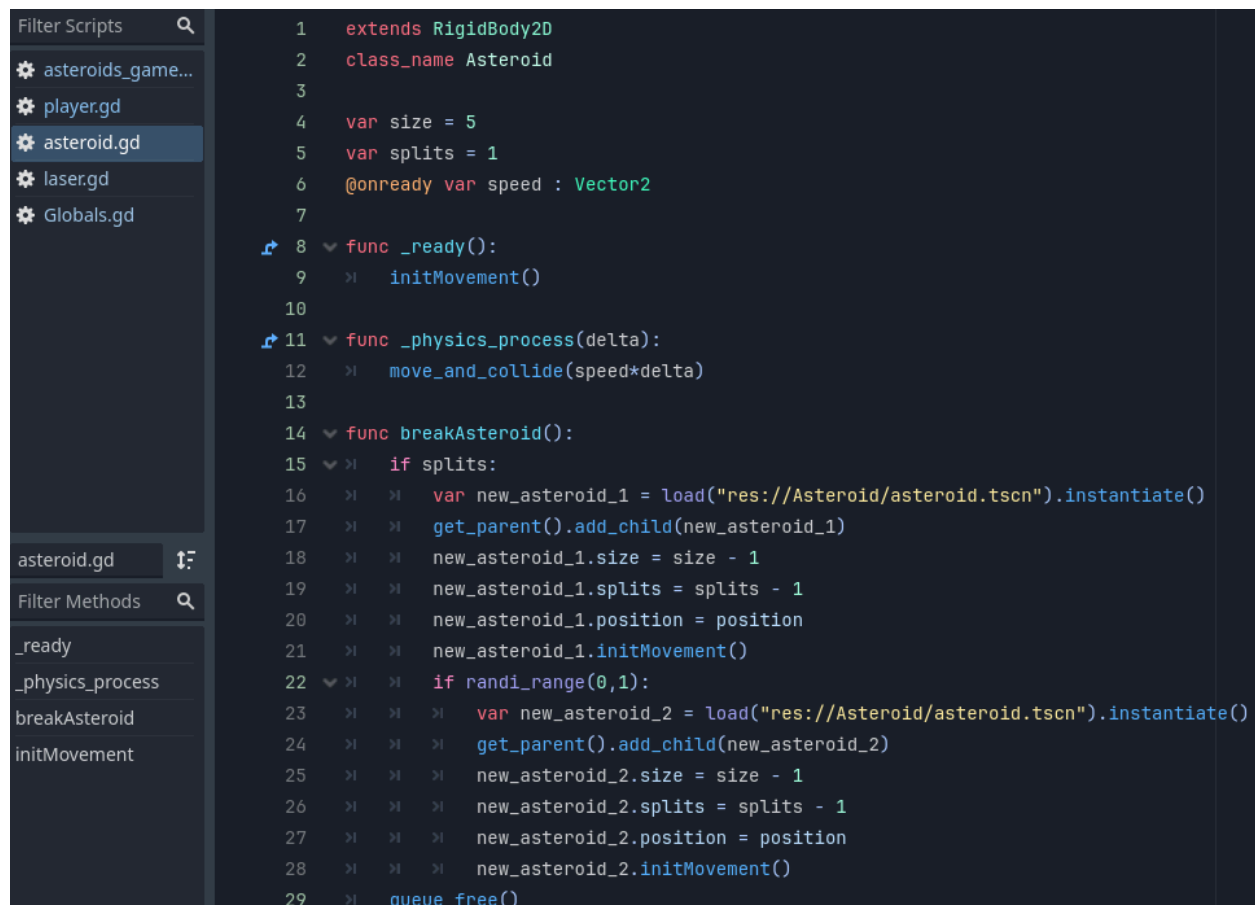 Filter Scripts
asteroids_game...
player.gd
asteroid.gd
laser.gd
Globals.gd
asteroid.gd
Filter Methods
_ready
_physics_process
breakAsteroid
initMovement
1 extends RigidBody2D
2 class_name Asteroid
3
4 var size = 5
5 var splits = 1
6 @onready var speed : Vector2
7
8 func _ready():
9 initMovement()
10
11 func _physics_process(delta):
12 move_and_collide(speed*delta)
13
14 func breakAsteroid():
15 if splits:
16 var new_asteroid_1 = load("res://Asteroid/asteroid.tscn").instantiate()
17 get_parent().add_child(new_asteroid_1)
18 new_asteroid_1.size = size - 1
19 new_asteroid_1.splits = splits - 1
20 new_asteroid_1.position = position
21 new_asteroid_1.initMovement()
22 if randi_range(0,1):
23 var new_asteroid_2 = load("res://Asteroid/asteroid.tscn").instantiate()
24 get_parent().add_child(new_asteroid_2)
25 new_asteroid_2.size = size - 1
26 new_asteroid_2.splits = splits - 1
27 new_asteroid_2.position = position
28 new_asteroid_2.initMovement()
29 queue_free()